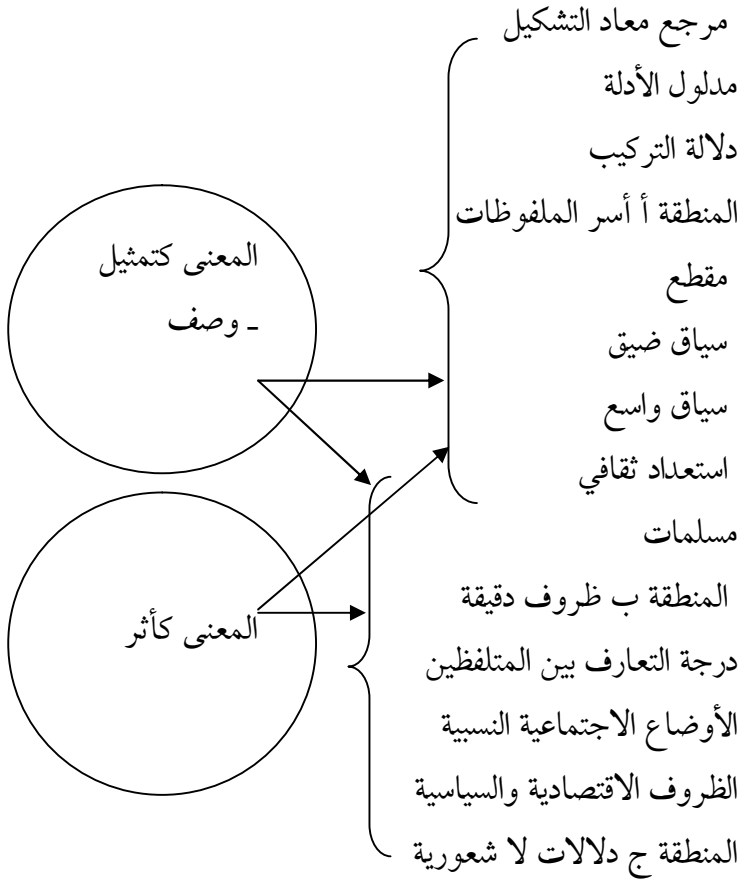 مرجع معاد التشكيل
مدلول الأدلة
دلالة التركيب
المنطقة أ أسر الملفوظات
مقطع
سياق ضيق
سياق واسع
استعداد ثقافي
مسلمات
المنطقة ب ظروف دقيقة
درجة التعارف بين المتلفظين
الأوضاع الاجتماعية النسبية
الظروف الاقتصادية والسياسية
المنطقة ج دلالات لا شعورية
المعنى كتمثيل
ـ وصف
المعنى كأثر